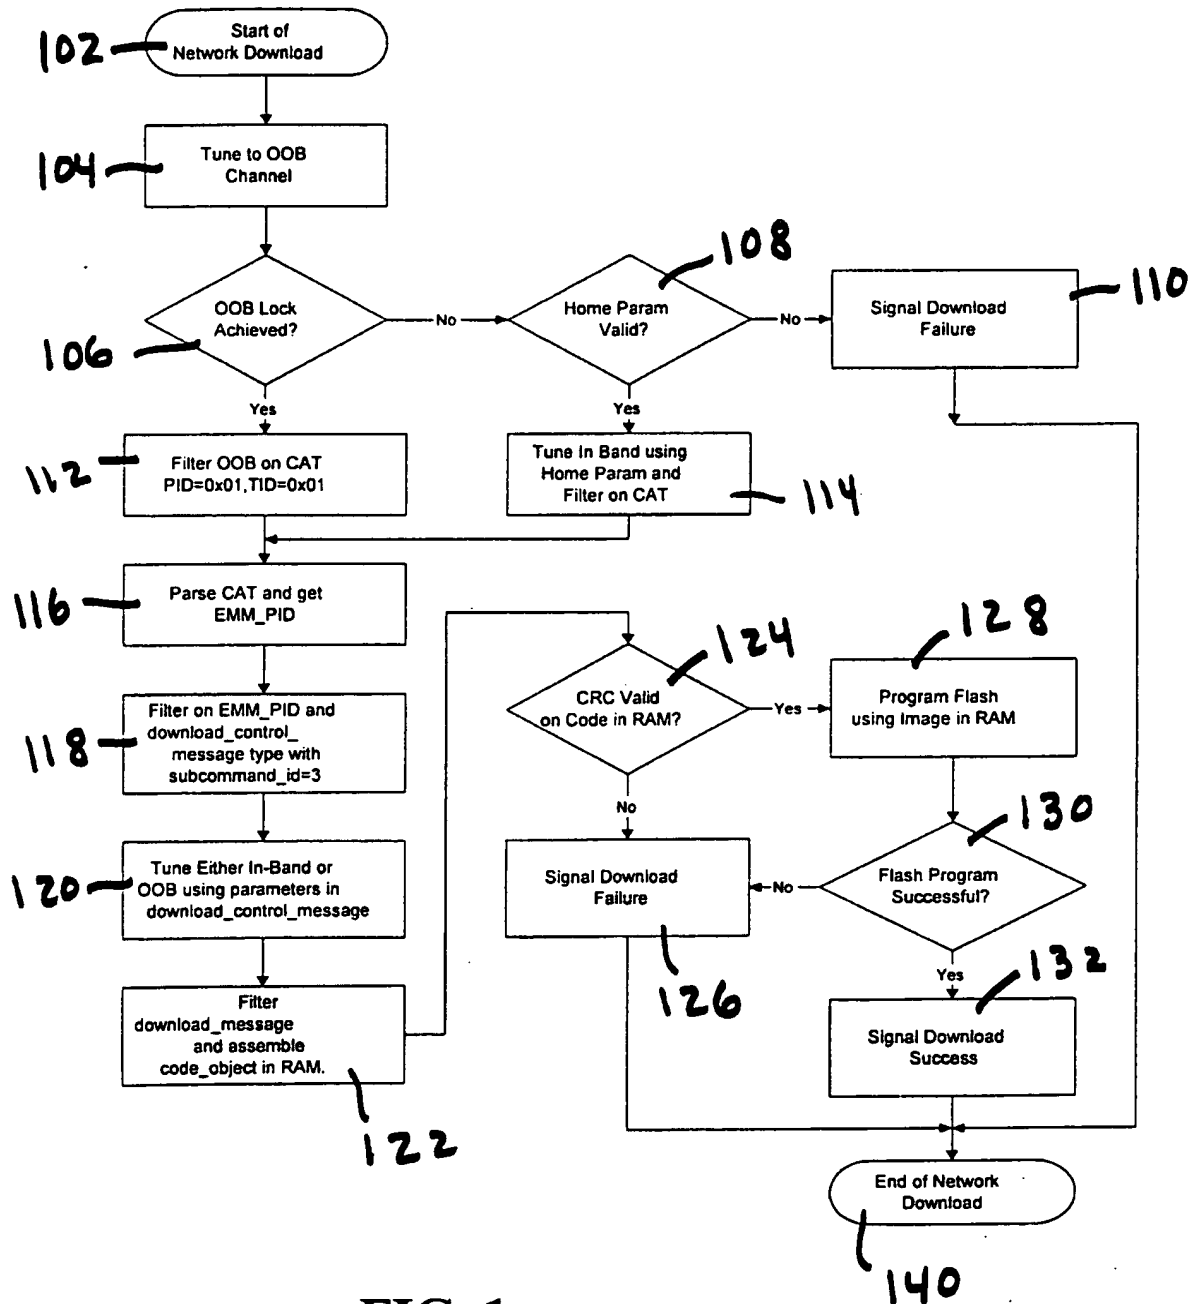 102
Start of
Network Download
104
Tune to OOB
Channel
106
OOB Lock
Achieved?
No
108
Home Param
Valid?
No
110
Signal Download
Failure
Yes
Yes
112
Filter OOB on CAT
PID=0x01,TID=0x01
Tune In Band using
Home Param and
Filter on CAT
114
116
Parse CAT and get
EMM_PID
118
Filter on EMM_PID and
download_control_
message type with
subcommand_id=3
120
Tune Either In-Band or
OOB using parameters in
download_control_message
Filter
download_message
and assemble
code_object in RAM.
122
124
CRC Valid
on Code in RAM?
Yes
128
Program Flash
using Image in RAM
No
130
Flash Program
Successful?
No
Signal Download
Failure
126
Yes
132
Signal Download
Success
End of Network
Download
140
FIG. 1